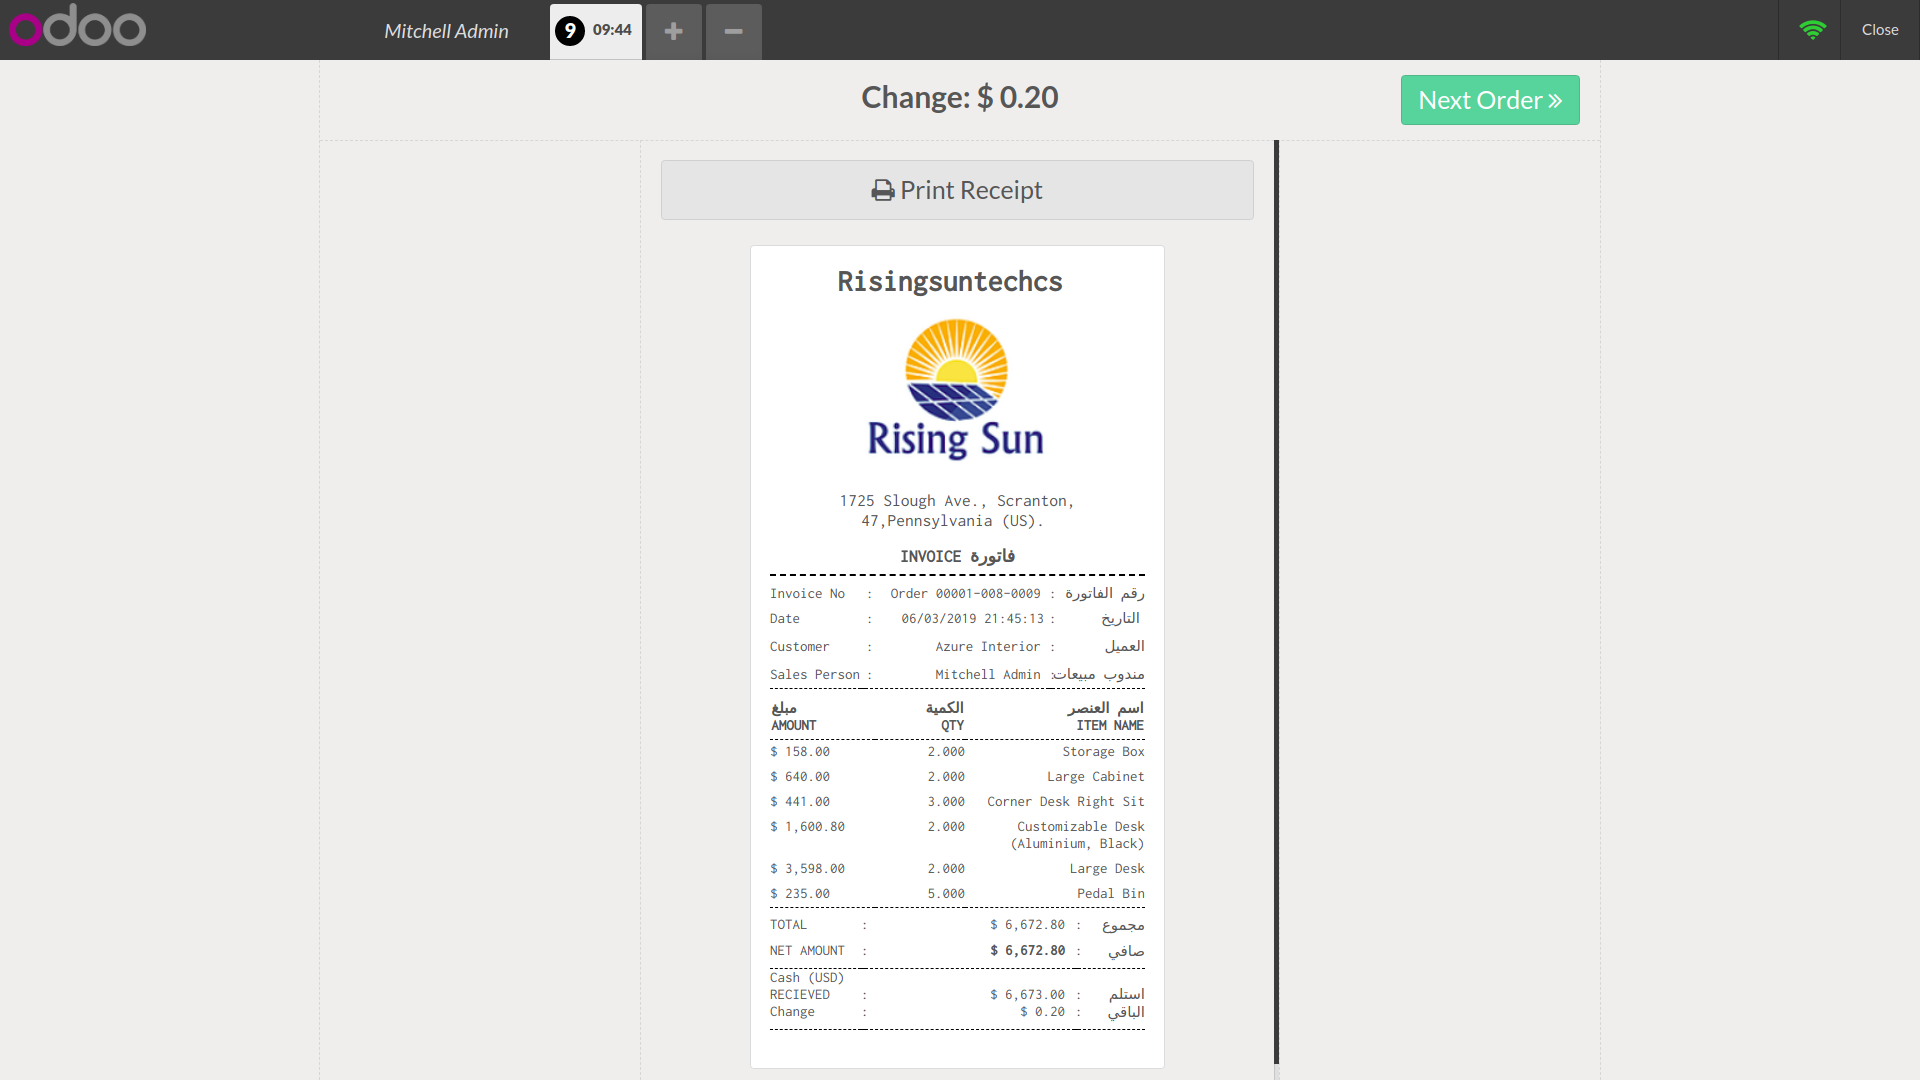 odoo
Mitchell Admin
9 09:44
Close
Change: $ 0.20
Next Order
Print Receipt
Risingsuntechcs
Rising Sun
1725 Slough Ave., Scranton,
47,Pennsylvania (US).
INVOICE فاتورة
Invoice No : Order 00001-008-0009 : رقم الفاتورة
Date : 06/03/2019 21:45:13 : التاريخ
Customer : Azure Interior : العميل
Sales Person : Mitchell Admin : مندوب مبيعات
مبلغ الكمية اسم العنصر
AMOUNT QTY ITEM NAME
$ 158.00 2.000 Storage Box
$ 640.00 2.000 Large Cabinet
$ 441.00 3.000 Corner Desk Right Sit
$ 1,600.80 2.000 Customizable Desk
(Aluminium, Black)
$ 3,598.00 2.000 Large Desk
$ 235.00 5.000 Pedal Bin
TOTAL : $ 6,672.80 : مجموع
NET AMOUNT : $ 6,672.80 : صافي
Cash (USD)
RECIEVED : $ 6,673.00 : استلم
Change : $ 0.20 : الباقي